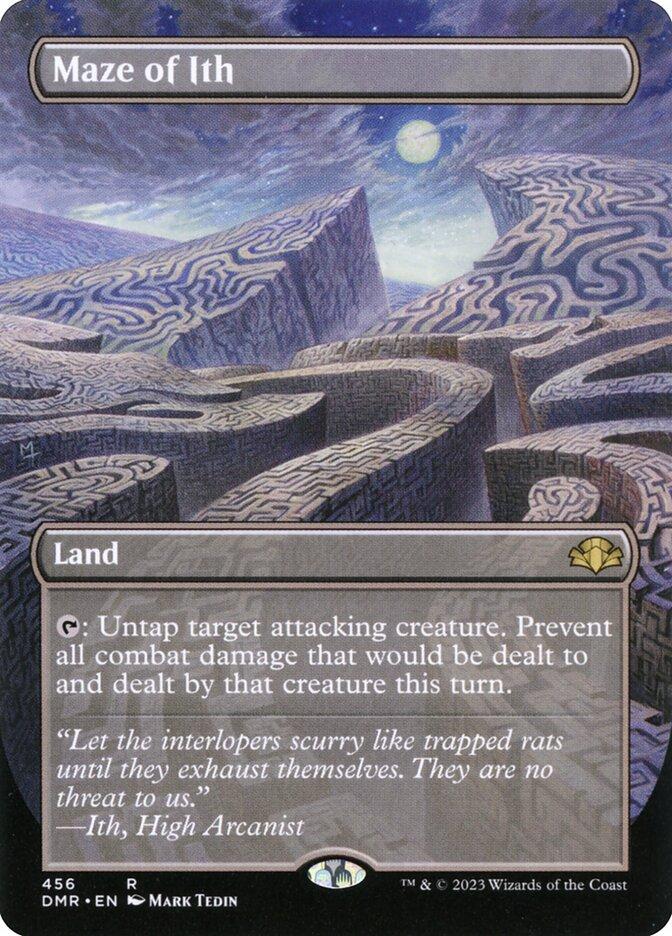 Maze of Ith
Land
: Untap target attacking creature. Prevent
all combat damage that would be dealt to
and dealt by that creature this turn.
“Let the interlopers scurry like trapped rats
until they exhaust themselves. They are no
threat to us.”
—Ith, High Arcanist
456 R
DMR • EN MARK TEDIN
™ & © 2023 Wizards of the Coast